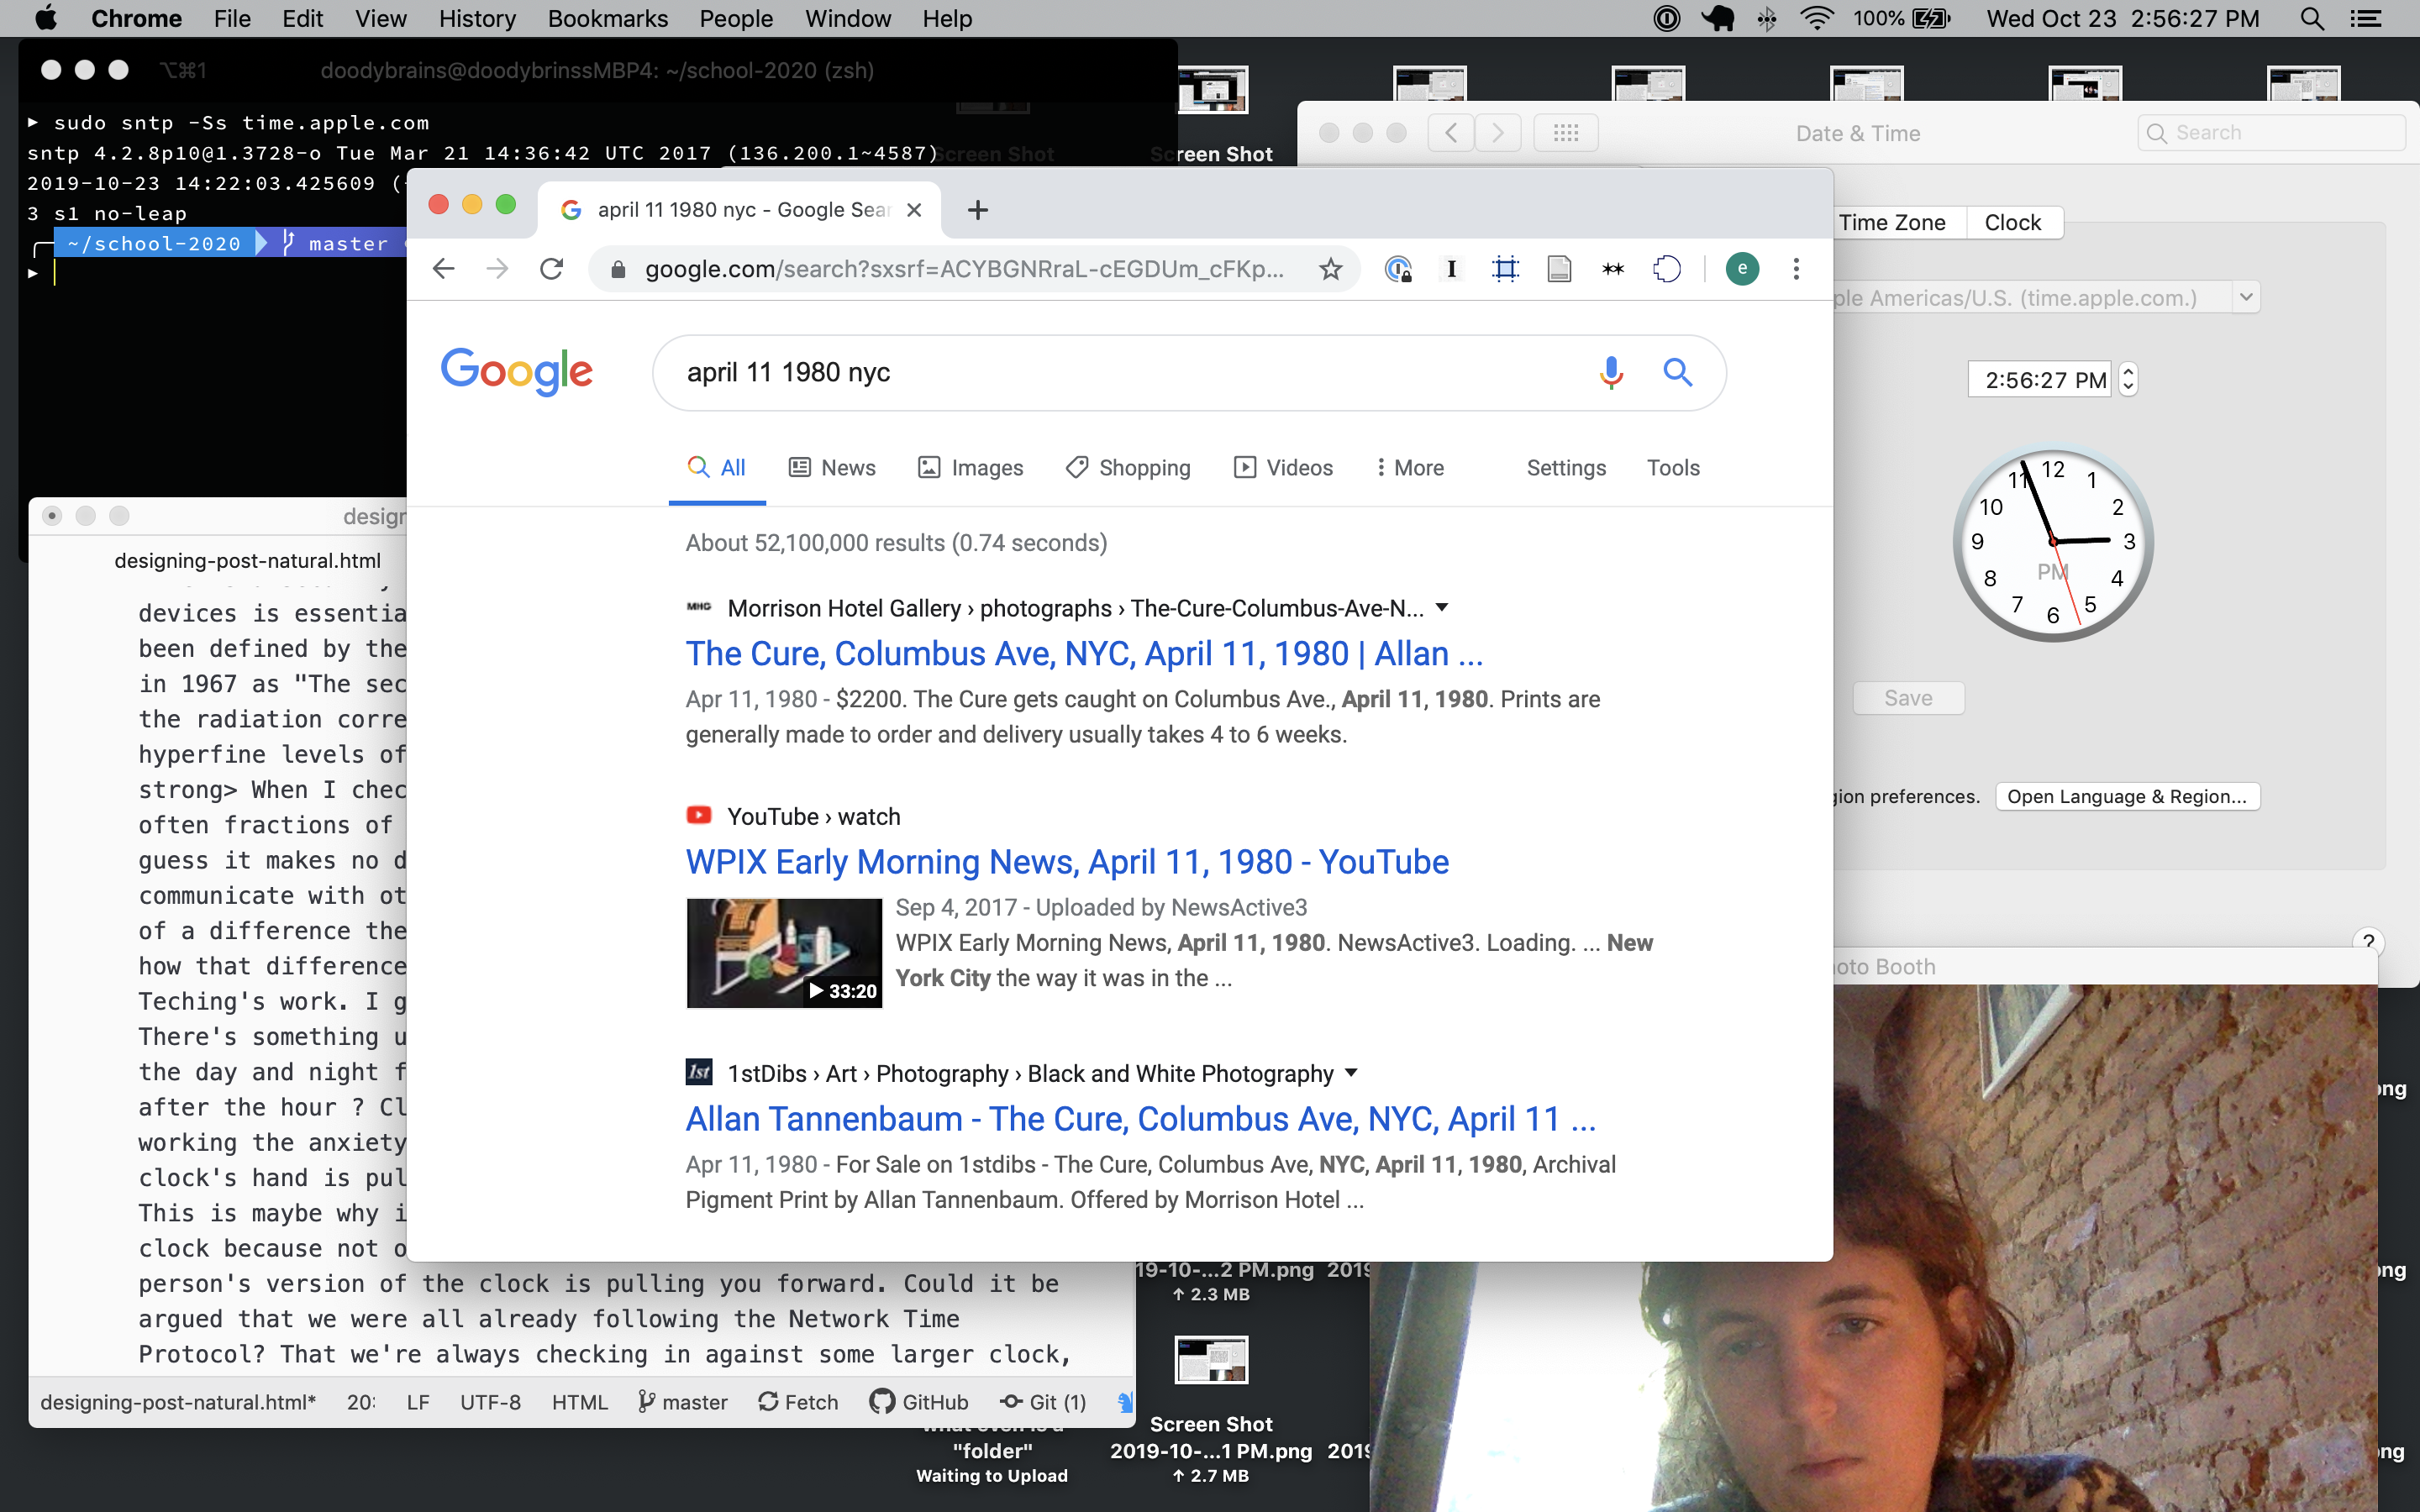 Chrome File Edit View History Bookmarks People Window Help 100% Wed Oct 23 2:56:27 PM
⌥⌘1 doodybrains@doodybrinssMBP4: ~/school-2020 (zsh)
▸ sudo sntp -Ss time.apple.com
sntp 4.2.8p10@1.3728-o Tue Mar 21 14:36:42 UTC 2017 (136.200.1~4587)
2019-10-23 14:22:03.425609 (
3 s1 no-leap
~/school-2020 master
▸
Screen Shot
Screen Shot
Date & Time
Search
Time Zone Clock
Americas/U.S. (time.apple.com.)
2:56:27 PM
12
11 1
10 2
9 3
PM
8 4
7 5
6
Save
preferences. Open Language & Region...
?
april 11 1980 nyc - Google Sear
google.com/search?sxsrf=ACYBGNRraL-cEGDUm_cFKp...
e
Google
april 11 1980 nyc
All News Images Shopping Videos More Settings Tools
About 52,100,000 results (0.74 seconds)
MHG Morrison Hotel Gallery › photographs › The-Cure-Columbus-Ave-N...
The Cure, Columbus Ave, NYC, April 11, 1980 | Allan ...
Apr 11, 1980 - $2200. The Cure gets caught on Columbus Ave., April 11, 1980. Prints are
generally made to order and delivery usually takes 4 to 6 weeks.
YouTube › watch
WPIX Early Morning News, April 11, 1980 - YouTube
Sep 4, 2017 - Uploaded by NewsActive3
WPIX Early Morning News, April 11, 1980. NewsActive3. Loading. ... New
York City the way it was in the ...
33:20
1st 1stDibs › Art › Photography › Black and White Photography
Allan Tannenbaum - The Cure, Columbus Ave, NYC, April 11 ...
Apr 11, 1980 - For Sale on 1stdibs - The Cure, Columbus Ave, NYC, April 11, 1980, Archival
Pigment Print by Allan Tannenbaum. Offered by Morrison Hotel ...
desigr
designing-post-natural.html
devices is essentia
been defined by the
in 1967 as "The sec
the radiation corre
hyperfine levels of
strong> When I chec
often fractions of
guess it makes no d
communicate with ot
of a difference the
how that difference
Teching's work. I g
There's something u
the day and night f
after the hour ? Cl
working the anxiety
clock's hand is pul
This is maybe why i
clock because not o
person's version of the clock is pulling you forward. Could it be
argued that we were all already following the Network Time
Protocol? That we're always checking in against some larger clock,
designing-post-natural.html* 20: LF UTF-8 HTML master Fetch GitHub Git (1)
Booth
19-10-...2 PM.png 2019
↑ 2.3 MB
Screen Shot
2019-10-...1 PM.png 2019
↑ 2.7 MB
what even is a
"folder"
Waiting to Upload
ng
ng
ng